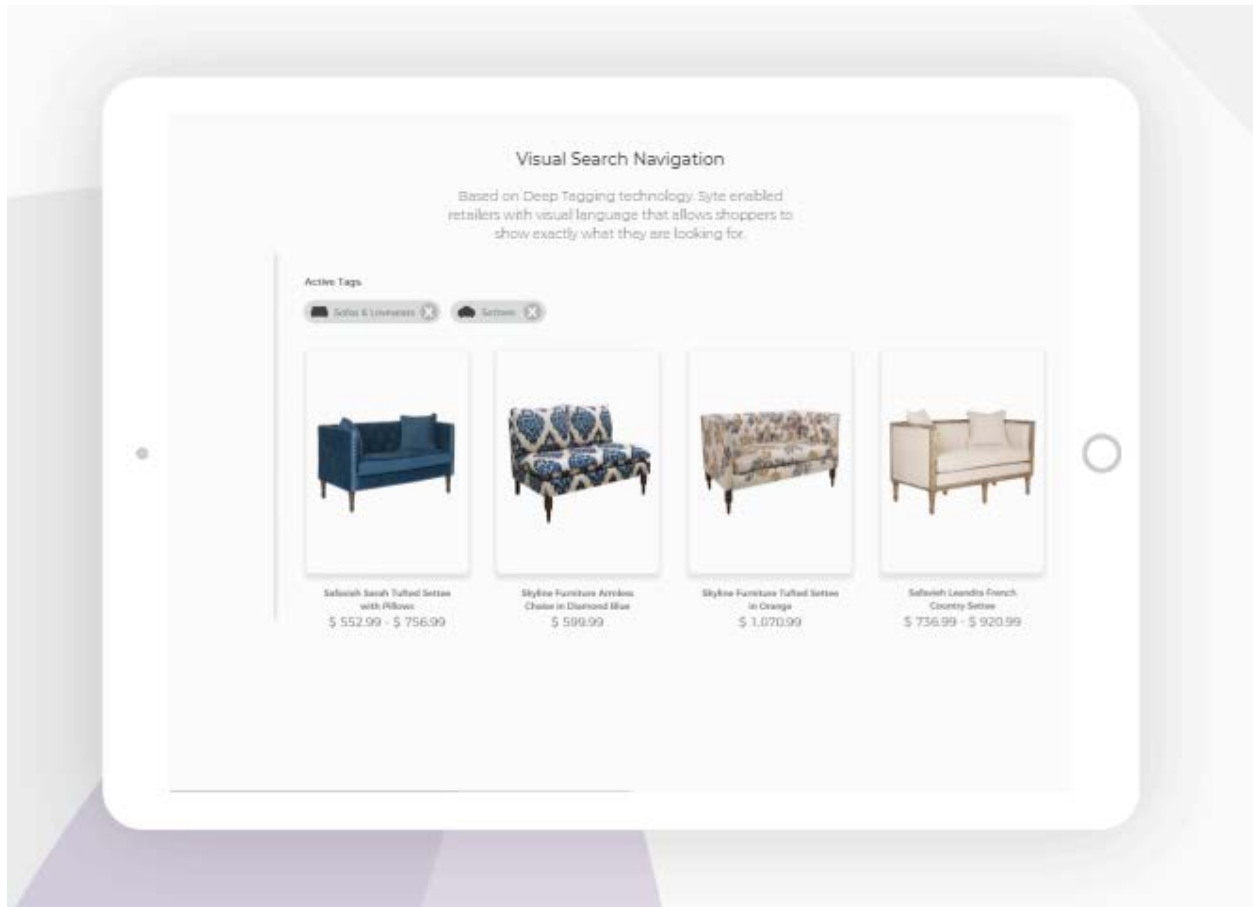 Visual Search Navigation
Based on Deep Tagging technology. Syte enabled
retailers with visual language that allows shoppers to
show exactly what they are looking for.
Active Tags
Sofas & Loveseats
Settees
Safavieh Sarah Tufted Settee
with Pillows
$ 552.99 - $ 756.99
Skyline Furniture Armless
Chaise in Diamond Blue
$ 599.99
Skyline Furniture Tufted Settee
in Orange
$ 1,070.99
Safavieh Leandra French
Country Settee
$ 736.99 - $ 920.99